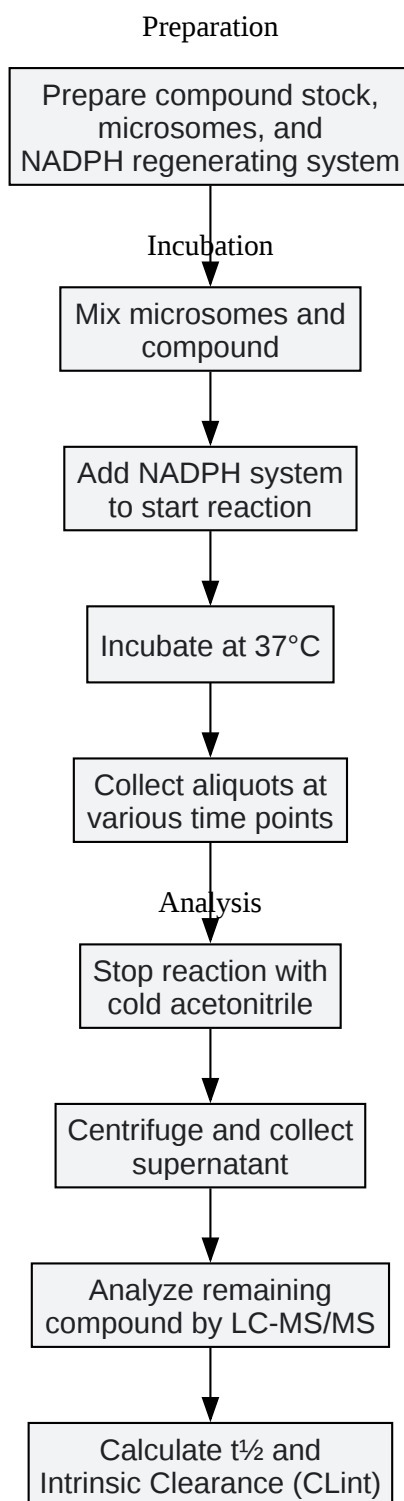 Preparation
Prepare compound stock,
microsomes, and
NADPH regenerating system
Incubation
Mix microsomes and
compound
Add NADPH system
to start reaction
Incubate at 37°C
Collect aliquots at
various time points
Analysis
Stop reaction with
cold acetonitrile
Centrifuge and collect
supernatant
Analyze remaining
compound by LC-MS/MS
Calculate t½ and
Intrinsic Clearance (CLint)